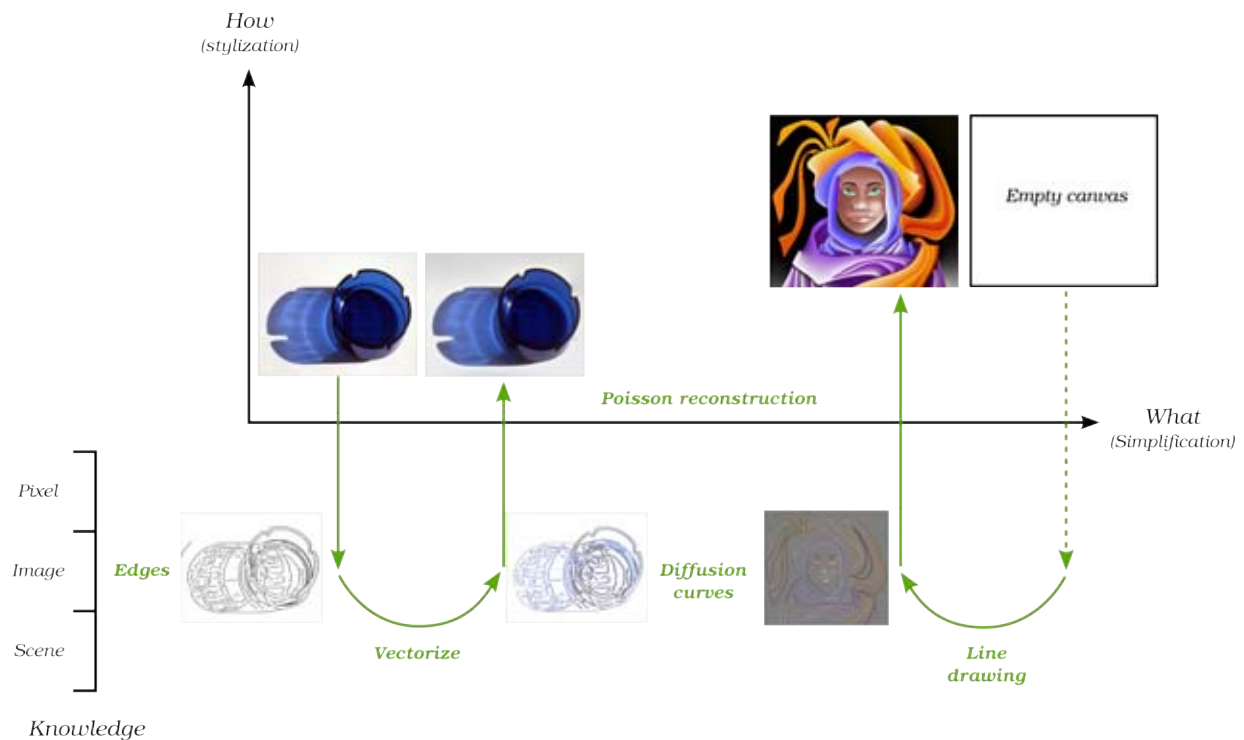 How
(stylization)
Empty canvas
Poisson reconstruction
What
(Simplification)
Pixel
Image
Scene
Edges
Diffusion
curves
Vectorize
Line
drawing
Knowledge